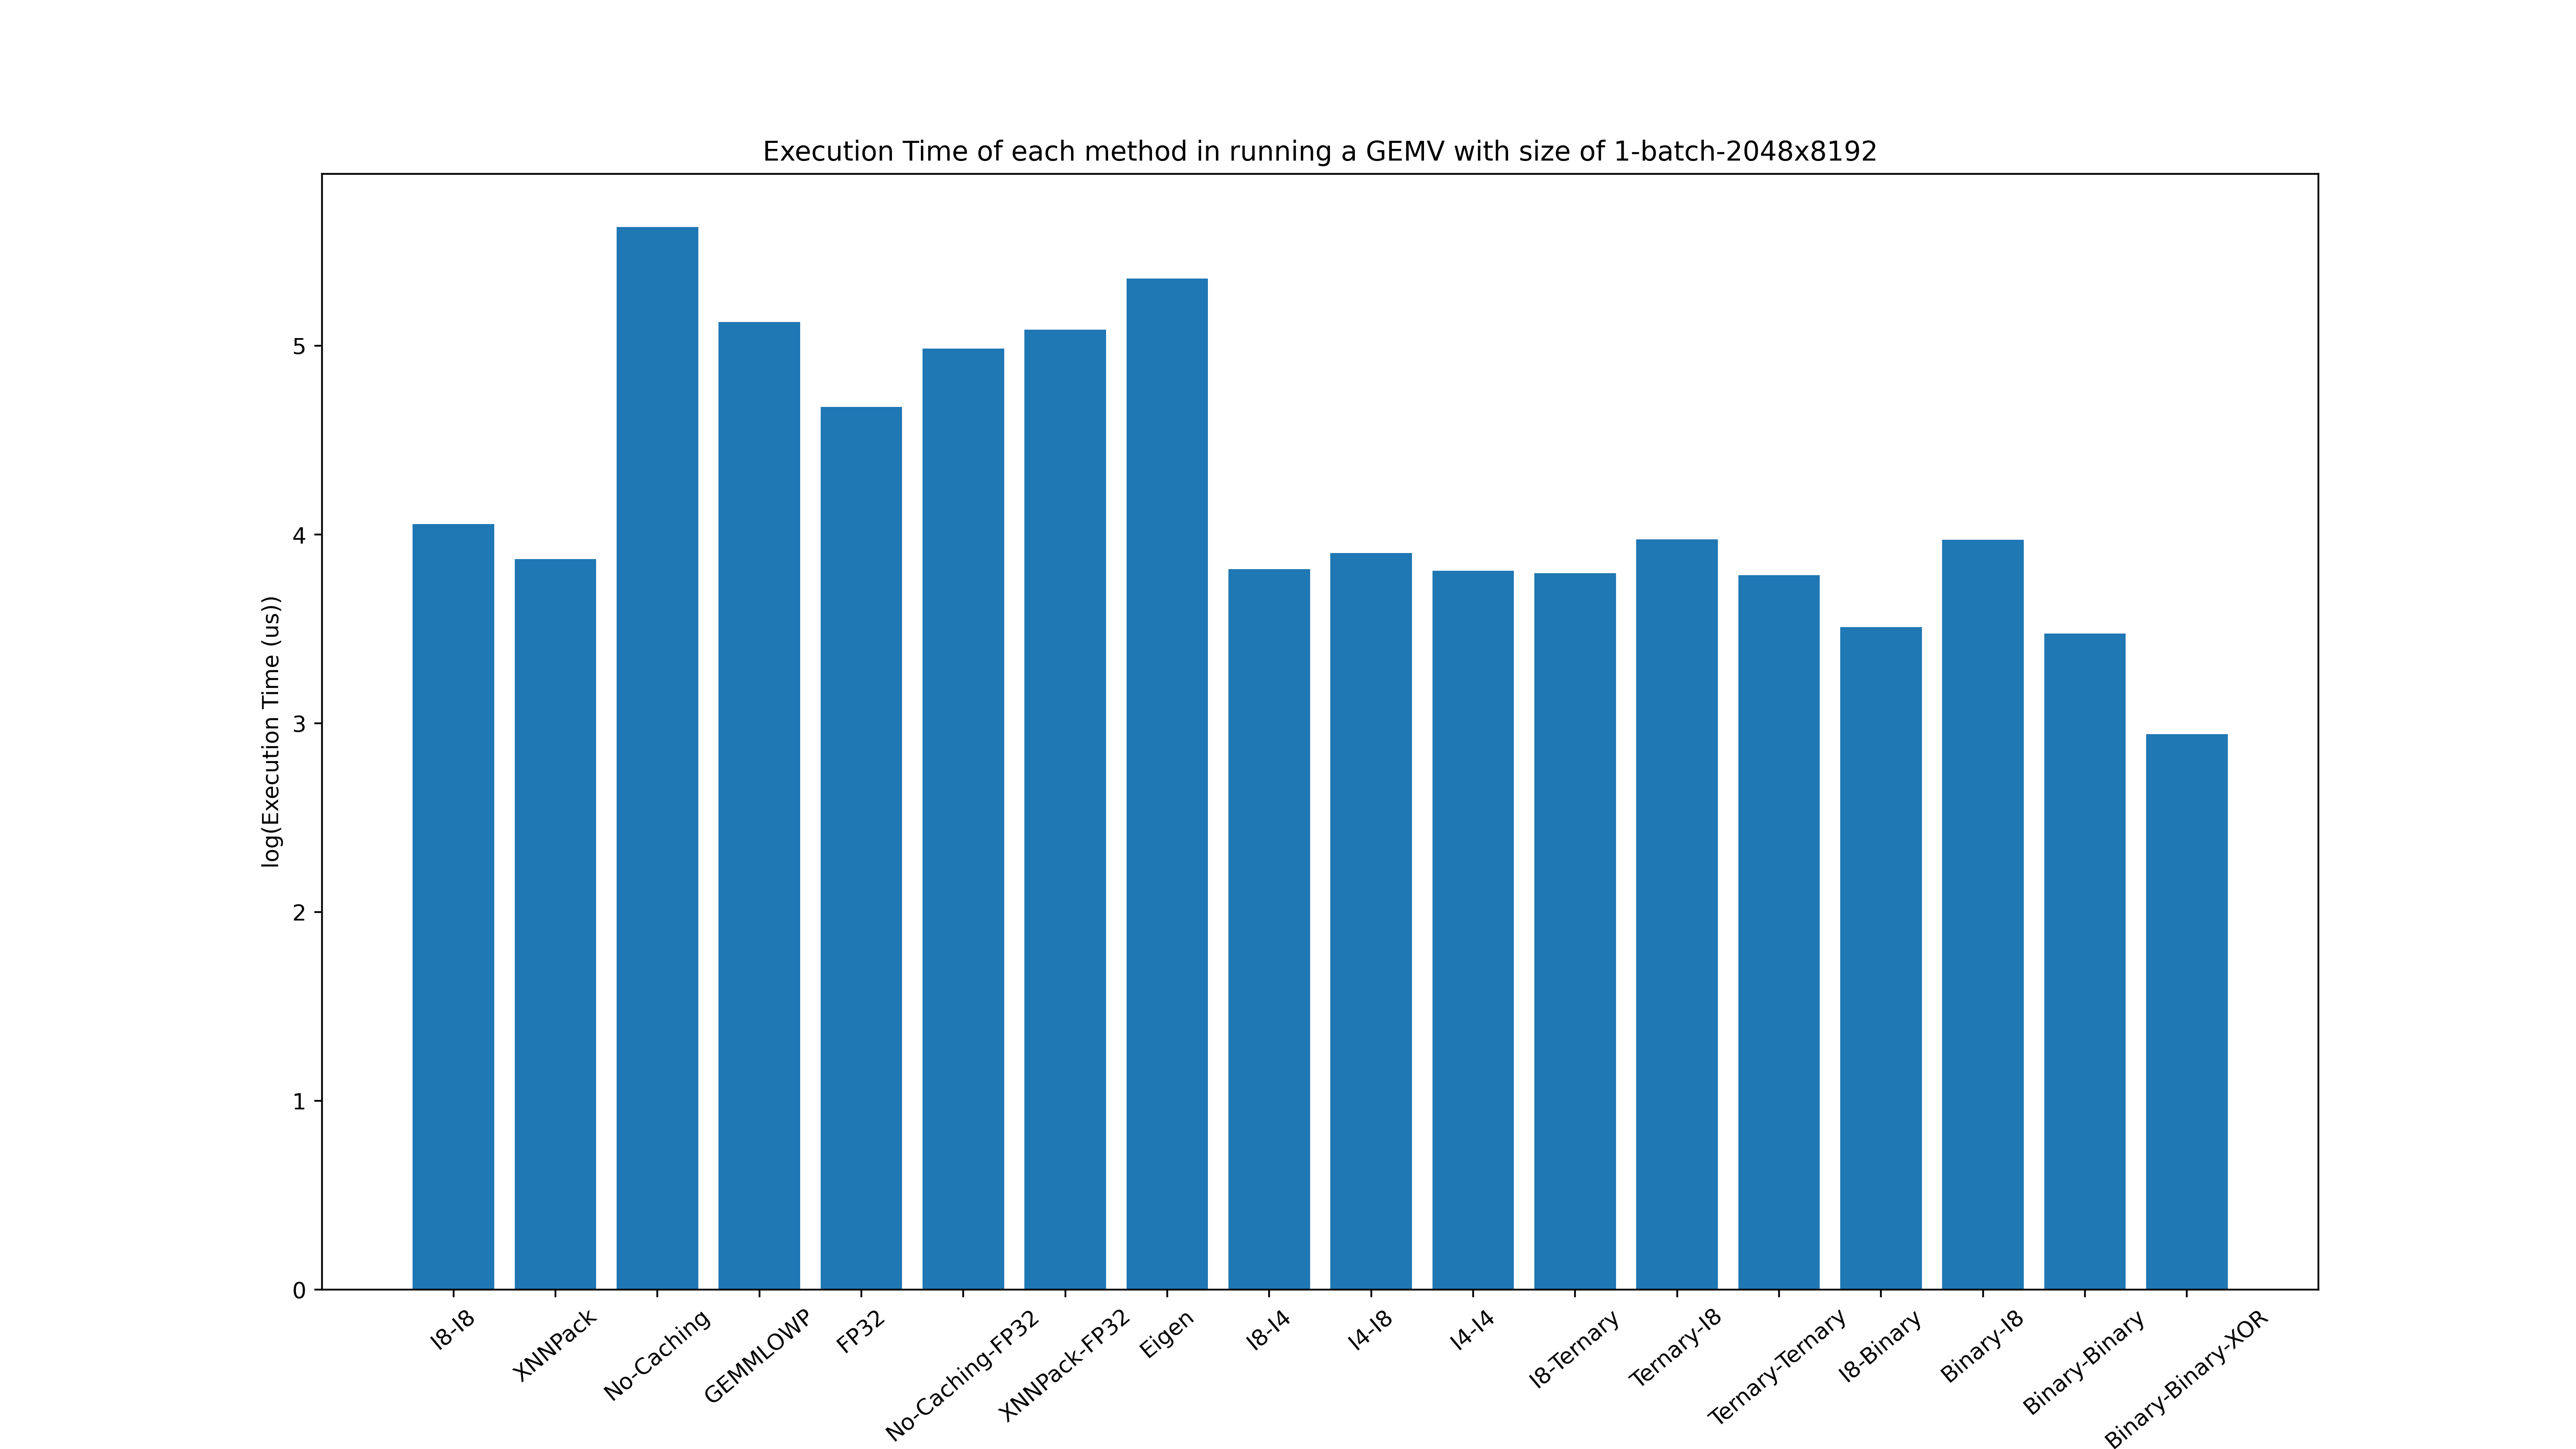 Execution Time of each method in running a GEMV with size of 1-batch-2048x8192
log(Execution Time (us))
5
4
3
2
1
0
I8-I8
XNNPack
No-Caching
GEMMLOWP
FP32
No-Caching-FP32
XNNPack-FP32
Eigen
I8-I4
I4-I8
I4-I4
I8-Ternary
Ternary-I8
Ternary-Ternary
I8-Binary
Binary-I8
Binary-Binary
Binary-Binary-XOR